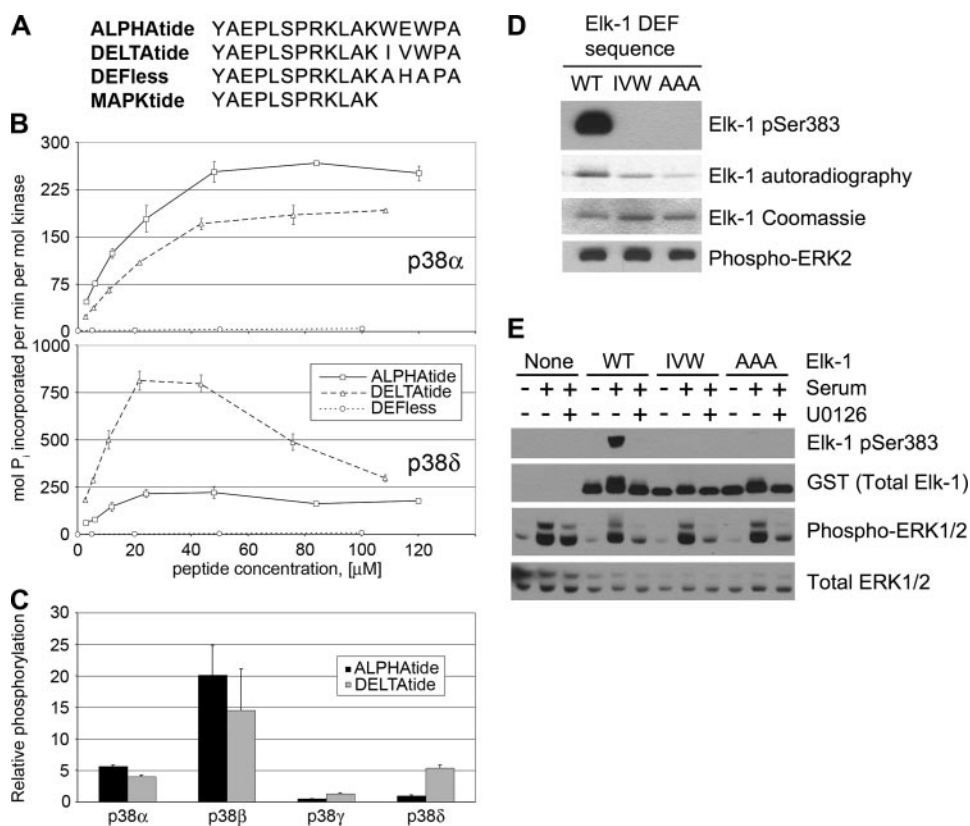 A
ALPHAtide YAEPLSPRKLAKWEWPA
DELTAtide YAEPLSPRKLAKIVWPA
DEFless YAEPLSPRKLAKAHAPA
MAPKtide YAEPLSPRKLAK
B
mol Pi incorporated per min per mol kinase
300
225
150
75
0
p38α
1000
750
500
250
0
ALPHAtide
DELTAtide
DEFless
p38δ
0 20 40 60 80 100 120
peptide concentration, [μM]
C
Relative phosphorylation
30
25
20
15
10
5
0
ALPHAtide
DELTAtide
p38α p38β p38γ p38δ
D
Elk-1 DEF
sequence
WT IVW AAA
Elk-1 pSer383
Elk-1 autoradiography
Elk-1 Coomassie
Phospho-ERK2
E
None WT IVW AAA Elk-1
- + + - + + - + + - + + Serum
- - + - - + - - + - - + U0126
Elk-1 pSer383
GST (Total Elk-1)
Phospho-ERK1/2
Total ERK1/2